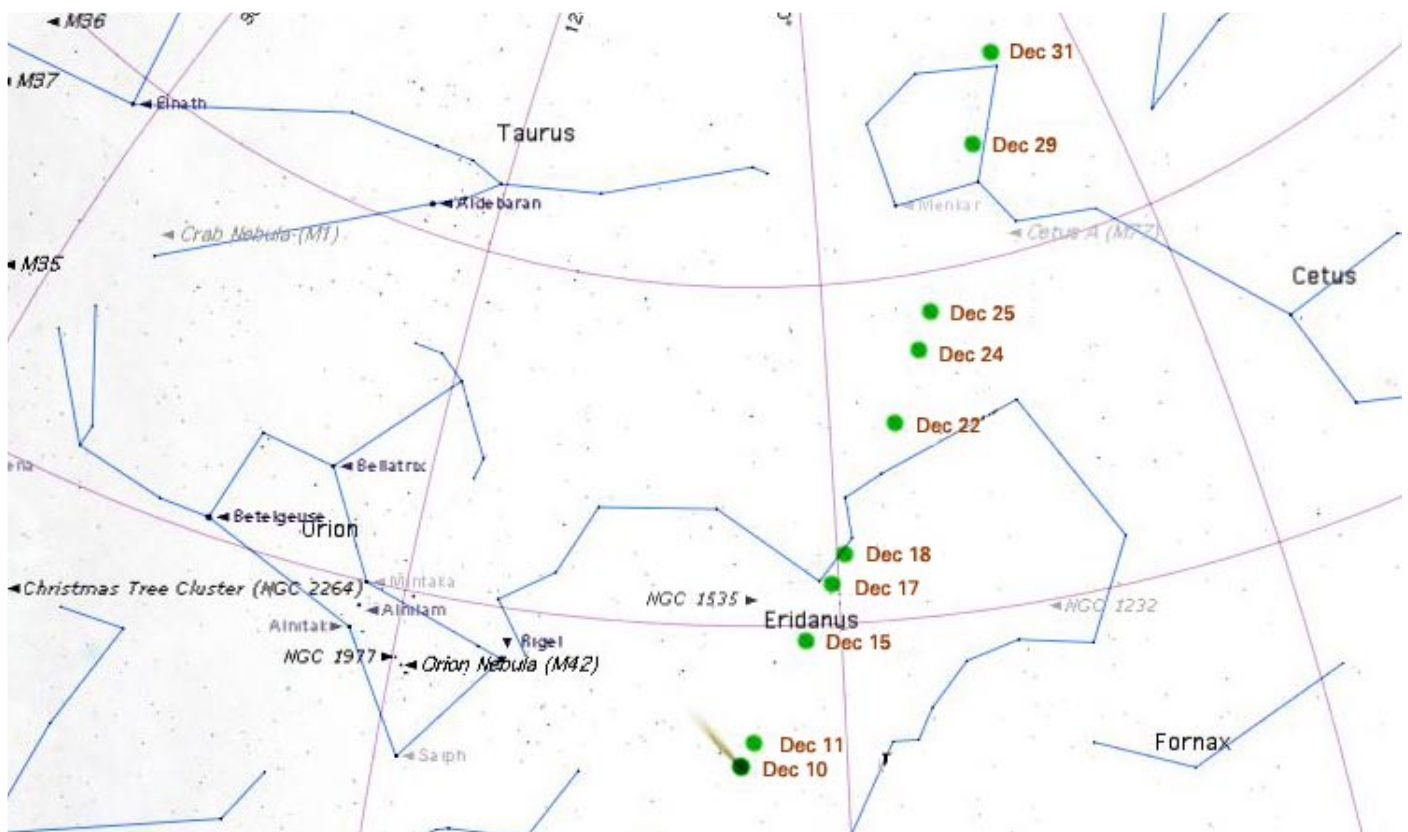 ◄ M36
12
Dec 31
◄ M37
◄ Elnath
Taurus
Dec 29
◄ Aldebaran
◄ Menkar
◄ Crab Nebula (M1)
◄ Cetus A (M77)
◄ M35
Cetus
Dec 25
Dec 24
Dec 22
◄ Bellatrix
ena
◄ Betelgeuse
Orion
Dec 18
◄ Mintaka
◄ Christmas Tree Cluster (NGC 2264)
Dec 17
NGC 1535 ►
◄ NGC 1232
◄ Alnilam
Eridanus
Alnitak ►
Rigel
Dec 15
NGC 1977 ►
◄ Orion Nebula (M42)
Dec 11
Fornax
◄ Saiph
Dec 10